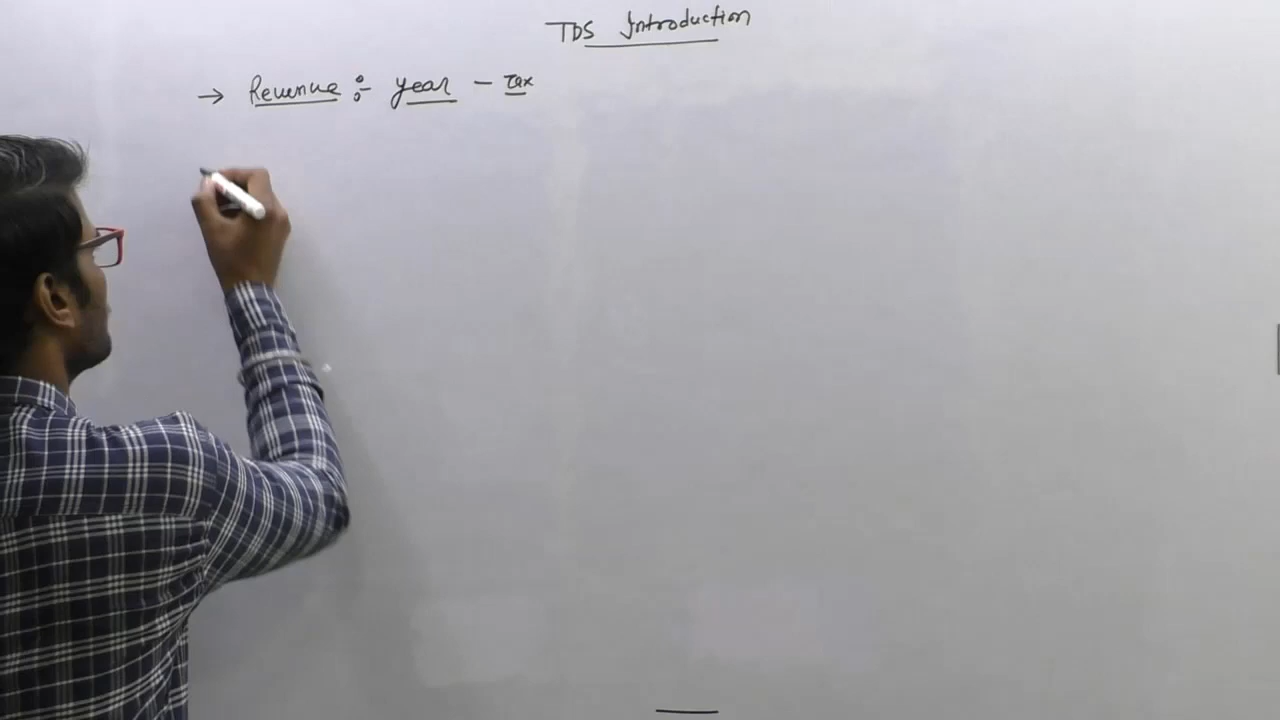 TDS Introduction
→ Revenue :- year - Tax